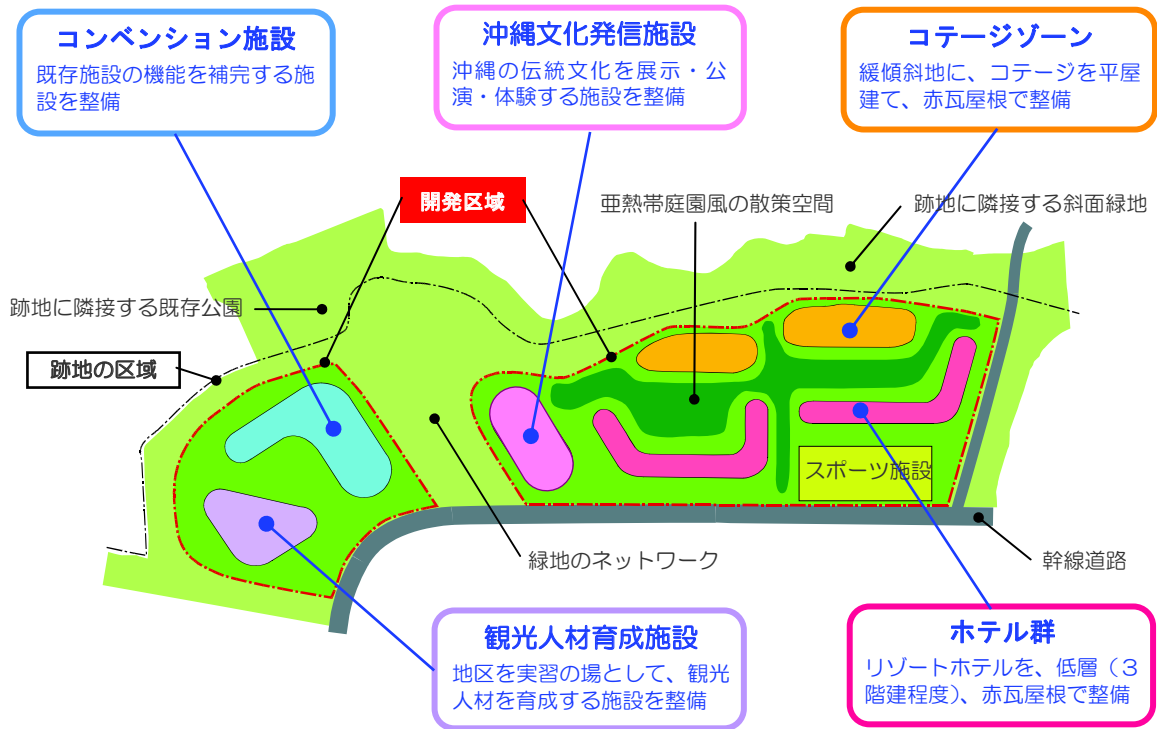 コンベンション施設
既存施設の機能を補完する施
設を整備
沖縄文化発信施設
沖縄の伝統文化を展示・公
演・体験する施設を整備
コテージゾーン
緩傾斜地に、コテージを平屋
建て、赤瓦屋根で整備
開発区域
亜熱帯庭園風の散策空間
跡地に隣接する斜面緑地
跡地に隣接する既存公園
跡地の区域
スポーツ施設
緑地のネットワーク
幹線道路
観光人材育成施設
地区を実習の場として、観光
人材を育成する施設を整備
ホテル群
リゾートホテルを、低層（３
階建程度）、赤瓦屋根で整備